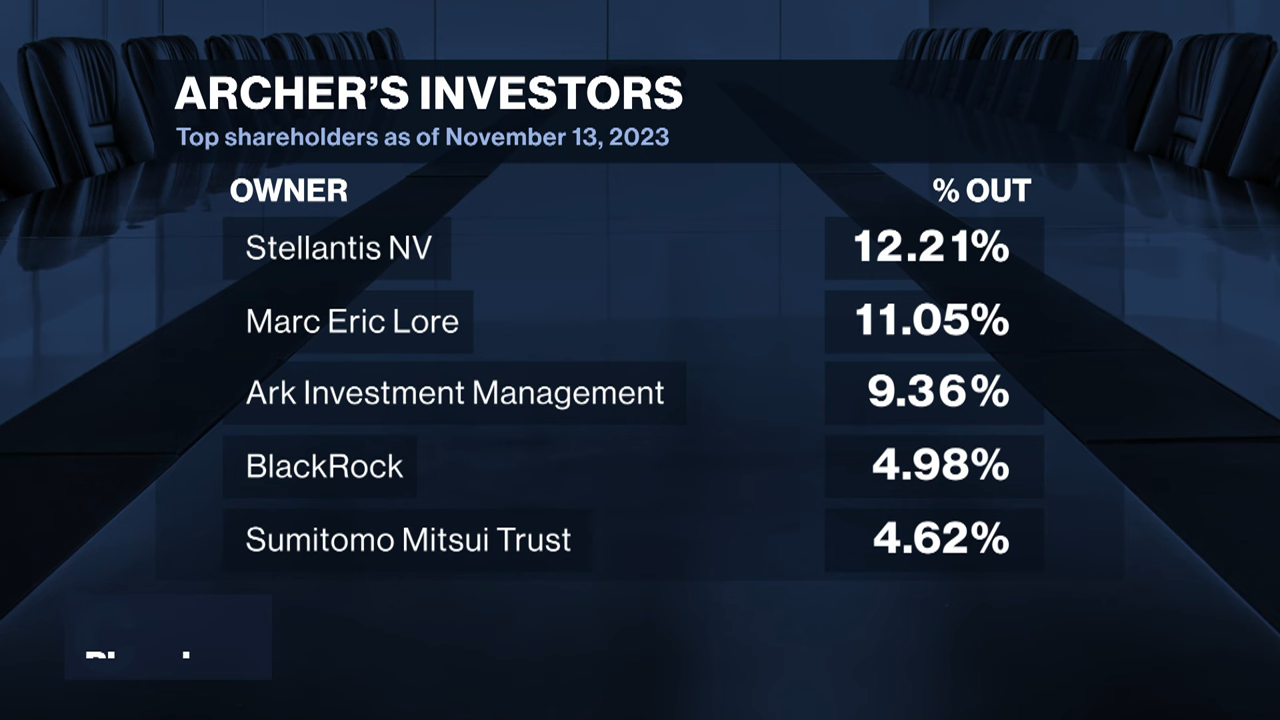 ARCHER’S INVESTORS
Top shareholders as of November 13, 2023
OWNER % OUT
Stellantis NV 12.21%
Marc Eric Lore 11.05%
Ark Investment Management 9.36%
BlackRock 4.98%
Sumitomo Mitsui Trust 4.62%